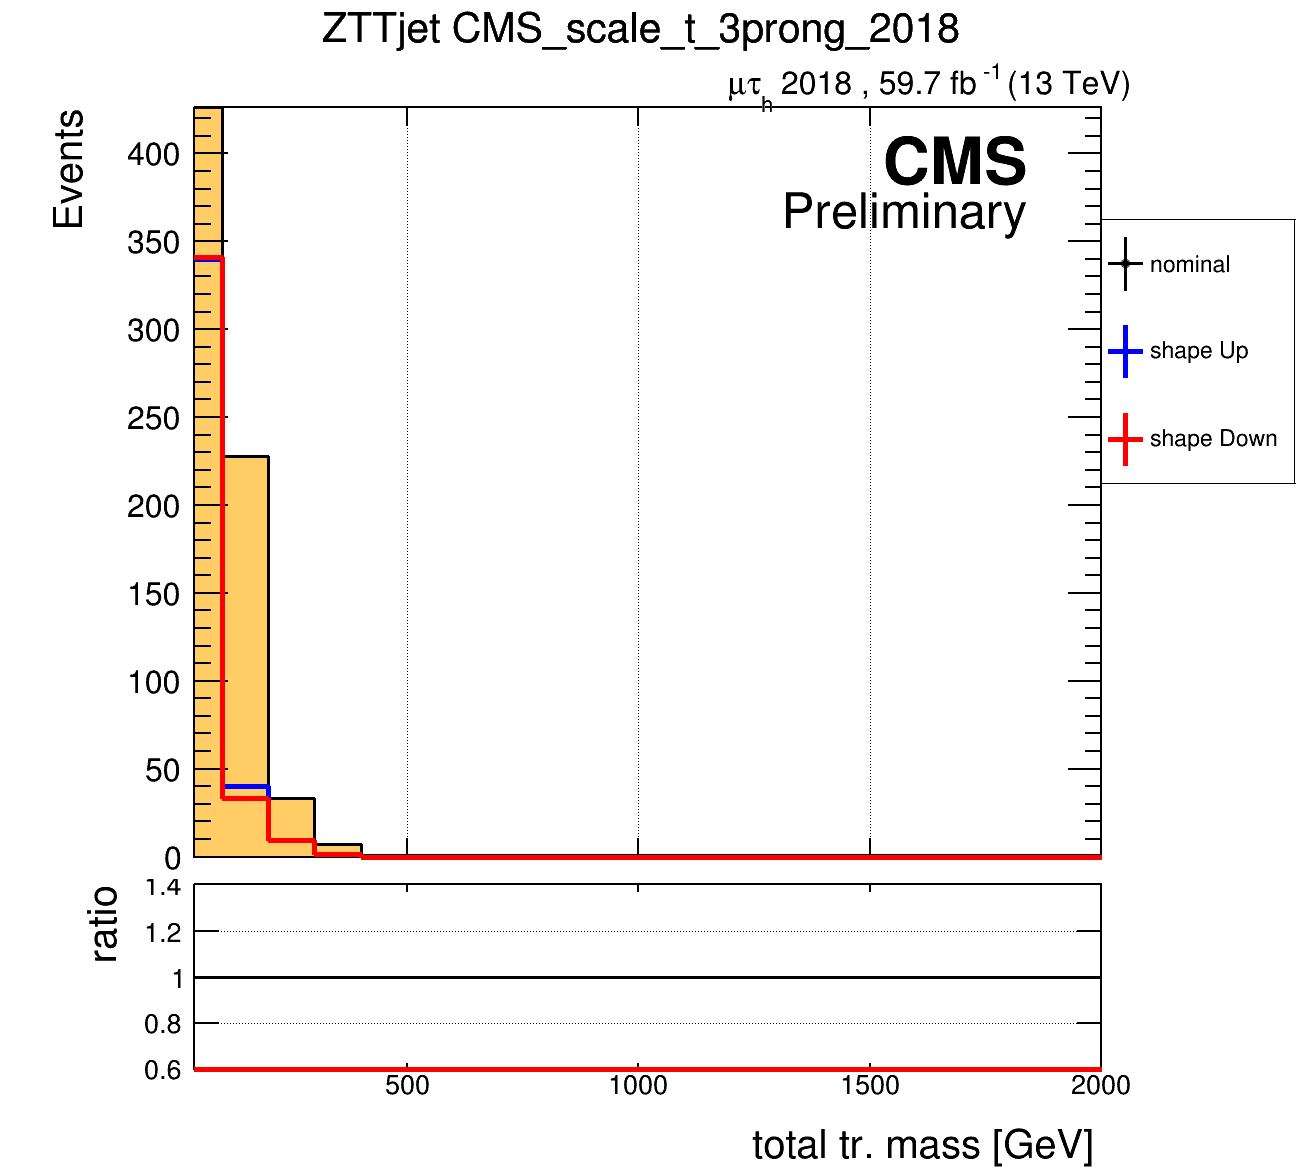 ZTTjet CMS_scale_t_3prong_2018
μτh 2018 , 59.7 fb-1 (13 TeV)
Events
CMS
Preliminary
400
350
300
250
200
150
100
50
0
nominal
shape Up
shape Down
ratio
1.4
1.2
1
0.8
0.6
500 1000 1500 2000
total tr. mass [GeV]